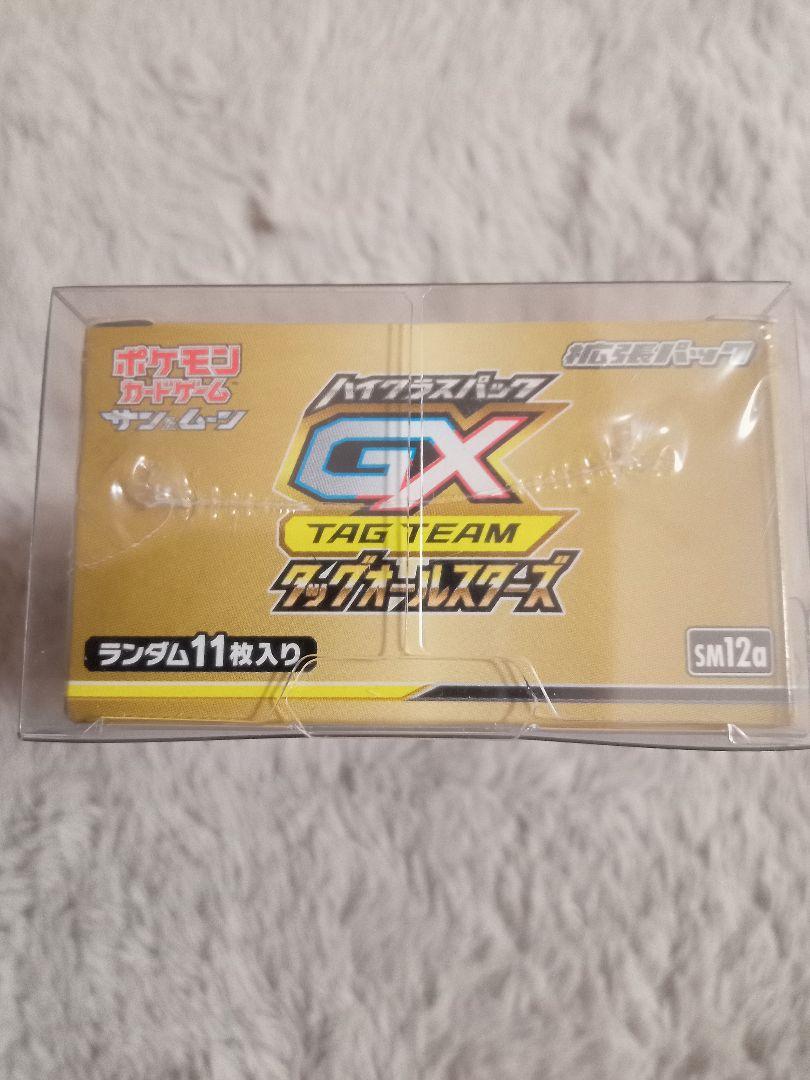 ポケモン
カードゲーム™
サン&ムーン
拡張パック
ハイクラスパック
GX
TAG TEAM
タッグオールスターズ
ランダム11枚入り
SM12a